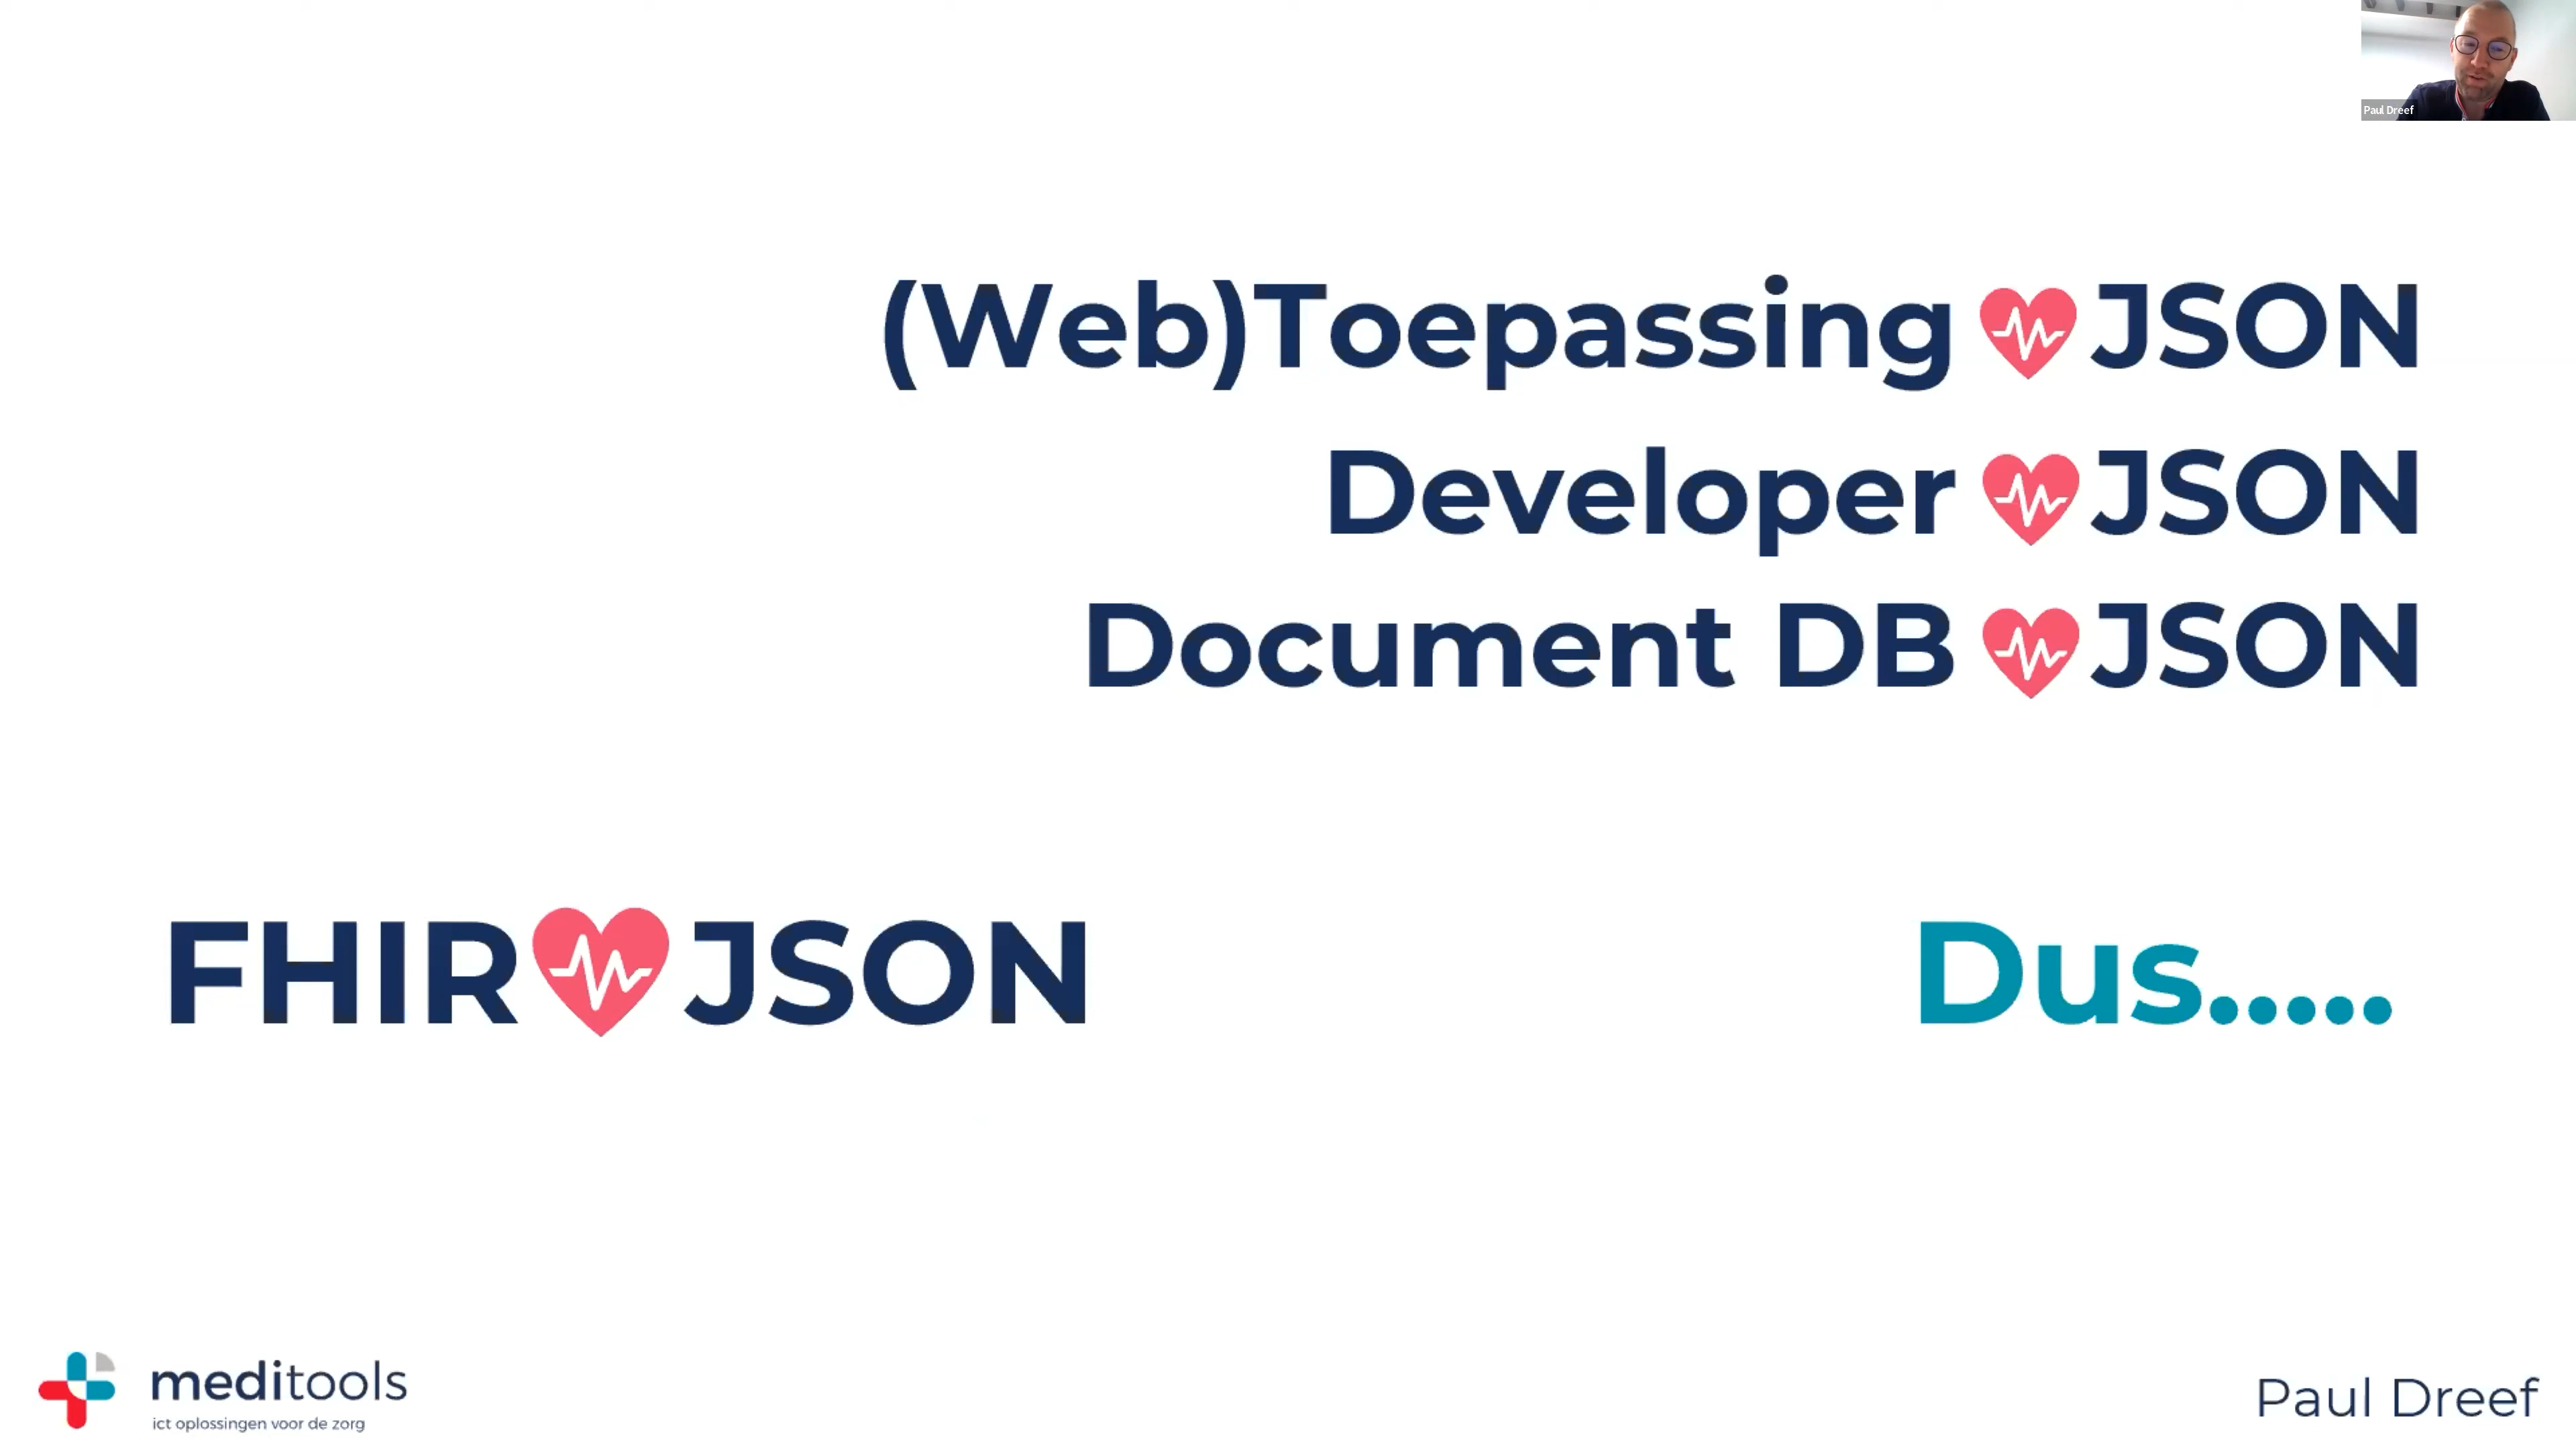 Paul Dreef
(Web)Toepassing JSON
Developer JSON
Document DB JSON
FHIR JSON
Dus.....
meditools
ict oplossingen voor de zorg
Paul Dreef